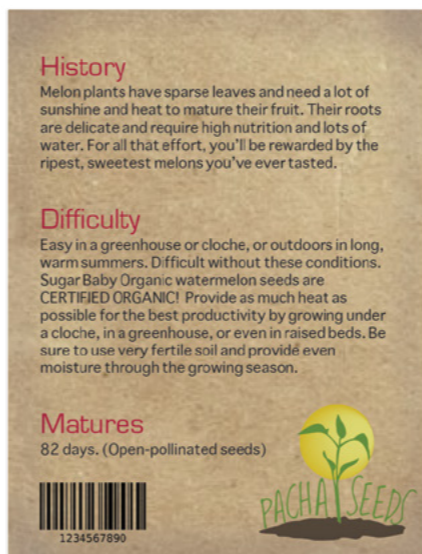 History
Melon plants have sparse leaves and need a lot of
sunshine and heat to mature their fruit. Their roots
are delicate and require high nutrition and lots of
water. For all that effort, you'll be rewarded by the
ripest, sweetest melons you've ever tasted.
Difficulty
Easy in a greenhouse or cloche, or outdoors in long,
warm summers. Difficult without these conditions.
Sugar Baby Organic watermelon seeds are
CERTIFIED ORGANIC! Provide as much heat as
possible for the best productivity by growing under
a cloche, in a greenhouse, or even in raised beds. Be
sure to use very fertile soil and provide even
moisture through the growing season.
Matures
82 days. (Open-pollinated seeds)
PACHA SEEDS
1234567890